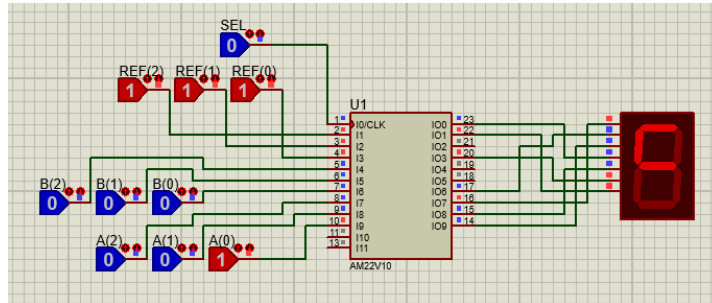 SEL
0
REF(2) REF(1) REF(0)
1 1 1
U1
1 I0/CLK IO0 23
2 I1 IO1 22
3 I2 IO2 21
4 I3 IO3 20
5 I4 IO4 19
6 I5 IO5 18
7 I6 IO6 17
8 I7 IO7 16
9 I8 IO8 15
10 I9 IO9 14
11 I10
13 I11
AM22V10
B(2) B(1) B(0)
0 0 0
A(2) A(1) A(0)
0 0 1